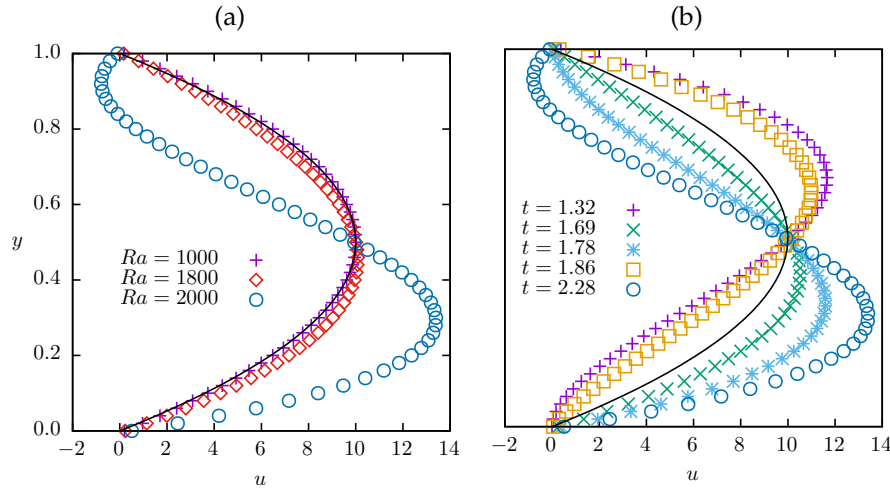 (a)
1.0
0.8
0.6
y
0.4
0.2
0.0
Ra = 1000
Ra = 1800
Ra = 2000
−2 0 2 4 6 8 10 12 14
u
(b)
t = 1.32
t = 1.69
t = 1.78
t = 1.86
t = 2.28
−2 0 2 4 6 8 10 12 14
u